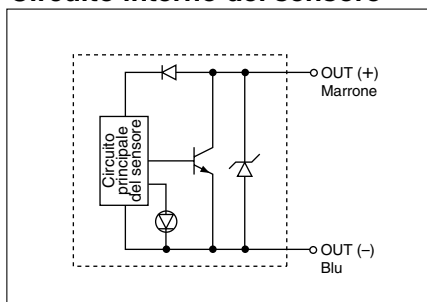 Circuito interno del sensore
Circuito
principale
del sensore
OUT (+)
Marrone
OUT (–)
Blu